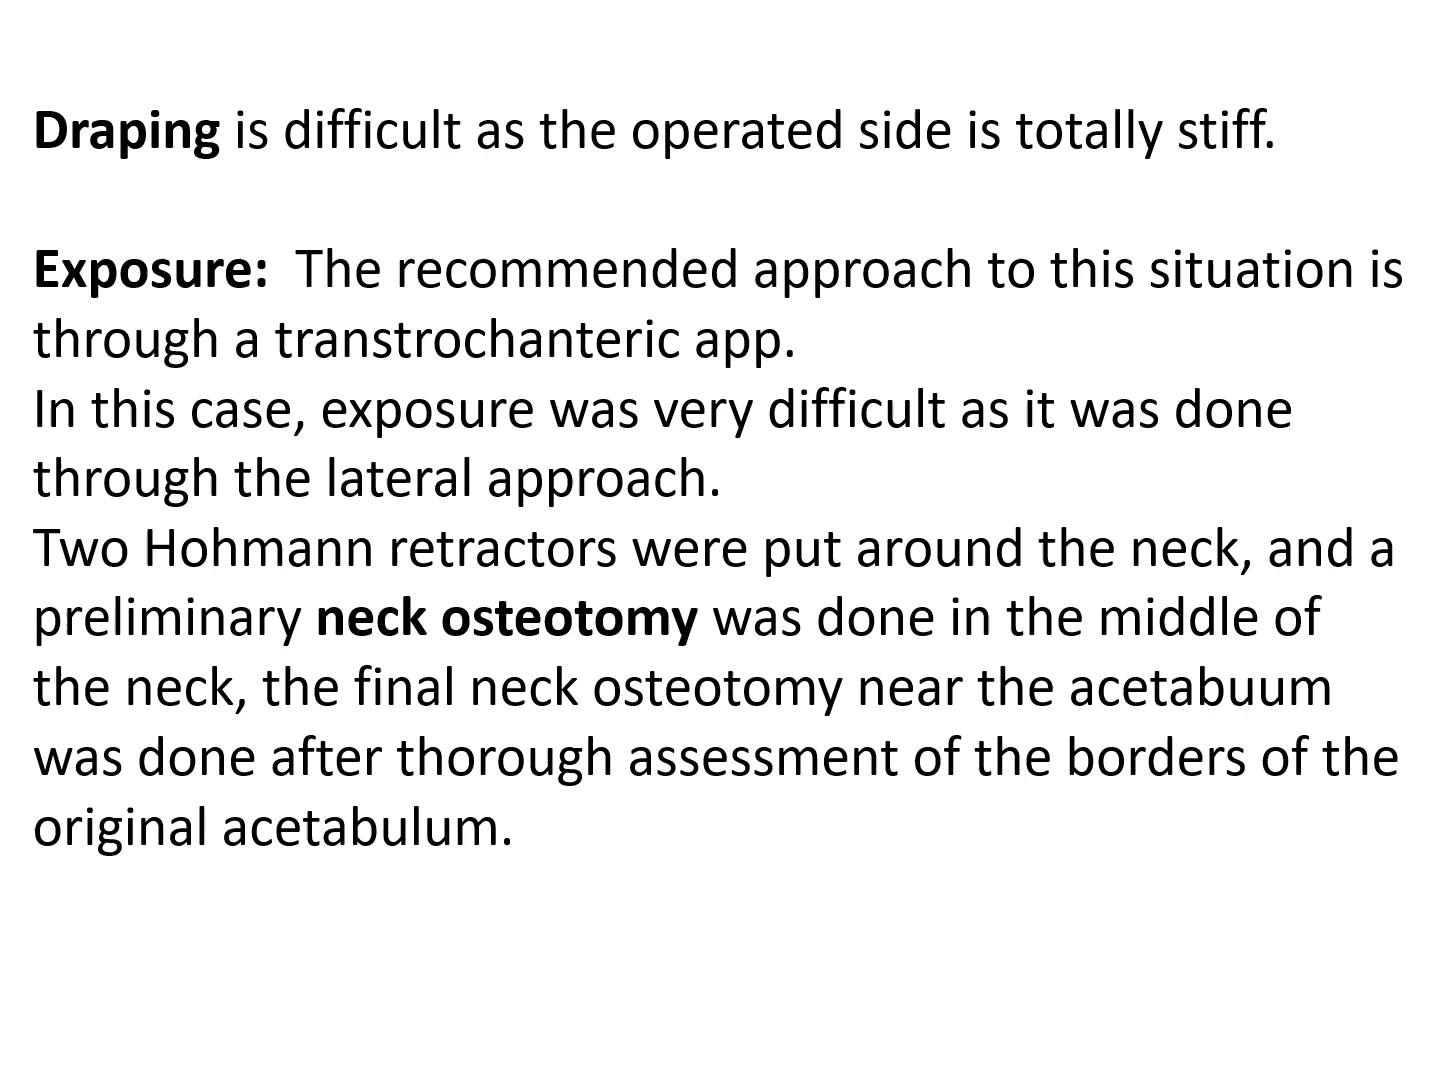 Draping is difficult as the operated side is totally stiff.
Exposure:  The recommended approach to this situation is
through a transtrochanteric app.
In this case, exposure was very difficult as it was done
through the lateral approach.
Two Hohmann retractors were put around the neck, and a
preliminary neck osteotomy was done in the middle of
the neck, the final neck osteotomy near the acetabuum
was done after thorough assessment of the borders of the
original acetabulum.